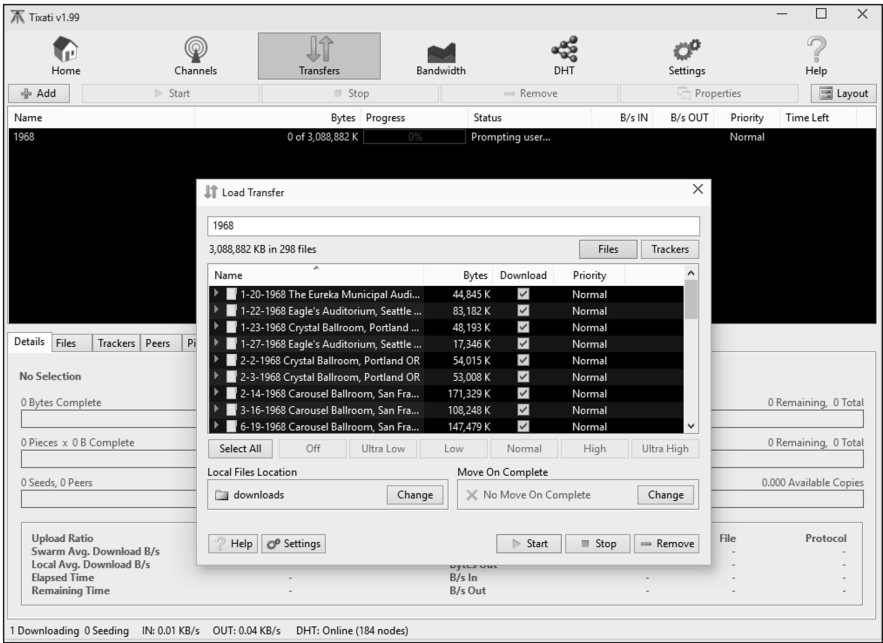 Tixati v1.99
Home Channels Transfers Bandwidth DHT Settings Help
Add Start Stop Remove Properties Layout
Name Bytes Progress Status B/s IN B/s OUT Priority Time Left
1968 0 of 3,088,882 K 0% Prompting user... Normal
Load Transfer
1968
3,088,882 KB in 298 files Files Trackers
Name Bytes Download Priority
1-20-1968 The Eureka Municipal Audi... 44,845 K Normal
1-22-1968 Eagle's Auditorium, Seattle ... 83,182 K Normal
1-23-1968 Crystal Ballroom, Portland ... 48,193 K Normal
1-27-1968 Eagle's Auditorium, Seattle ... 17,346 K Normal
2-2-1968 Crystal Ballroom, Portland OR 54,015 K Normal
2-3-1968 Crystal Ballroom, Portland OR 53,008 K Normal
2-14-1968 Carousel Ballroom, San Fra... 171,329 K Normal
3-16-1968 Carousel Ballroom, San Fra... 108,248 K Normal
6-19-1968 Carousel Ballroom, San Fra... 147,479 K Normal
Select All Off Ultra Low Low Normal High Ultra High
Local Files Location Move On Complete
downloads Change No Move On Complete Change
Help Settings Start Stop Remove
Details Files Trackers Peers Pi
No Selection
0 Bytes Complete 0 Remaining, 0 Total
0 Pieces x 0 B Complete 0 Remaining, 0 Total
0 Seeds, 0 Peers 0.000 Available Copies
Upload Ratio - File Protocol
Swarm Avg. Download B/s - -
Local Avg. Download B/s Bytes Out - -
Elapsed Time - B/s In - - -
Remaining Time - B/s Out - - -
1 Downloading 0 Seeding IN: 0.01 KB/s OUT: 0.04 KB/s DHT: Online (184 nodes)